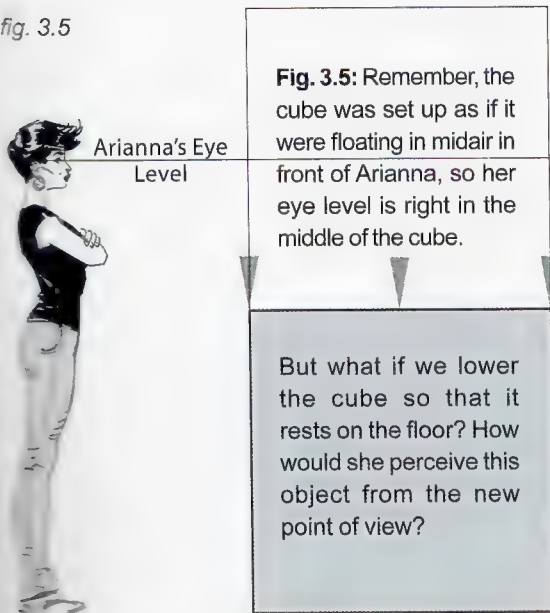 fig. 3.5
Arianna's Eye
Level
Fig. 3.5: Remember, the
cube was set up as if it
were floating in midair in
front of Arianna, so her
eye level is right in the
middle of the cube.
But what if we lower
the cube so that it
rests on the floor? How
would she perceive this
object from the new
point of view?